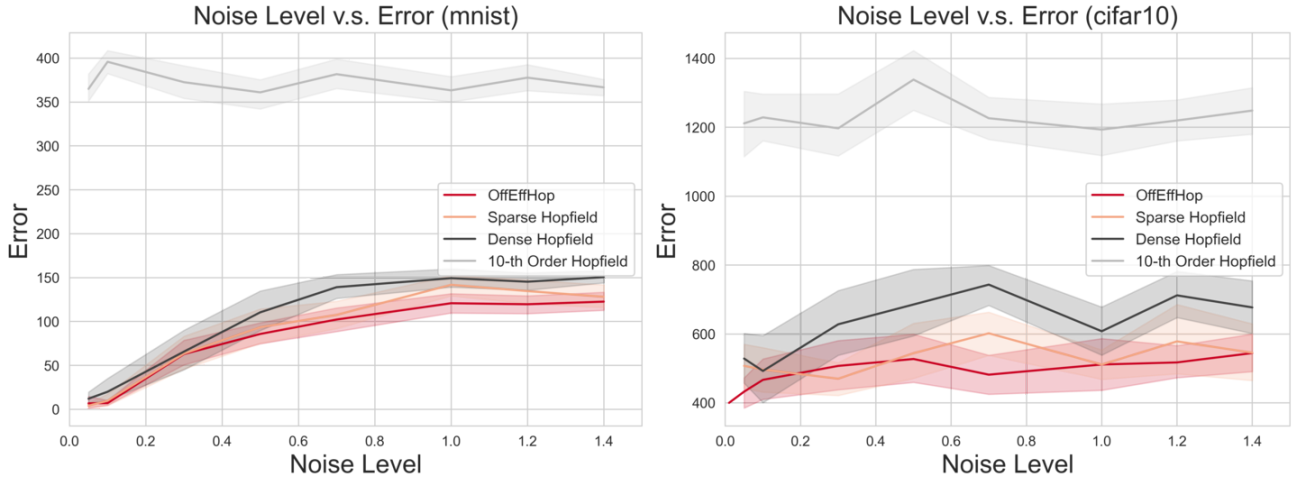 Noise Level v.s. Error (mnist)
Error
400
350
300
250
200
150
100
50
0
OffEffHop
Sparse Hopfield
Dense Hopfield
10-th Order Hopfield
0.0 0.2 0.4 0.6 0.8 1.0 1.2 1.4
Noise Level
Noise Level v.s. Error (cifar10)
Error
1400
1200
1000
800
600
400
OffEffHop
Sparse Hopfield
Dense Hopfield
10-th Order Hopfield
0.0 0.2 0.4 0.6 0.8 1.0 1.2 1.4
Noise Level